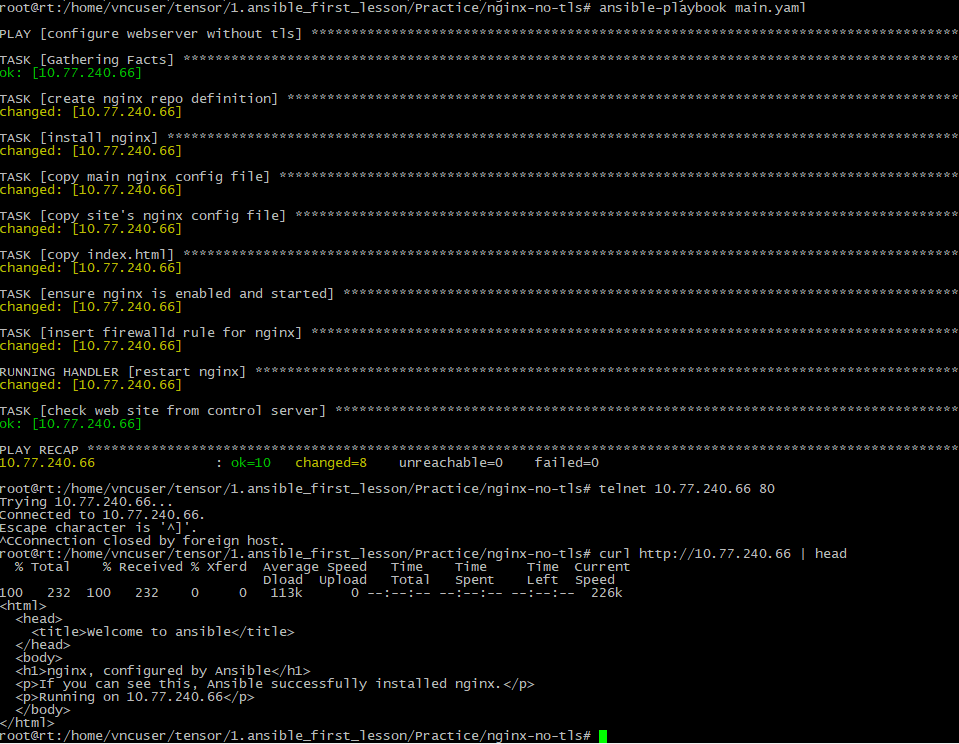 root@rt:/home/vncuser/tensor/1.ansible_first_lesson/Practice/nginx-no-tls# ansible-playbook main.yaml
PLAY [configure webserver without tls] *********************************************************************************
TASK [Gathering Facts] *************************************************************************************************
ok: [10.77.240.66]
TASK [create nginx repo definition] ************************************************************************************
changed: [10.77.240.66]
TASK [install nginx] ***************************************************************************************************
changed: [10.77.240.66]
TASK [copy main nginx config file] *************************************************************************************
changed: [10.77.240.66]
TASK [copy site's nginx config file] ***********************************************************************************
changed: [10.77.240.66]
TASK [copy index.html] *************************************************************************************************
changed: [10.77.240.66]
TASK [ensure nginx is enabled and started] *****************************************************************************
changed: [10.77.240.66]
TASK [insert firewalld rule for nginx] *********************************************************************************
changed: [10.77.240.66]
RUNNING HANDLER [restart nginx] ****************************************************************************************
changed: [10.77.240.66]
TASK [check web site from control server] ******************************************************************************
ok: [10.77.240.66]
PLAY RECAP *************************************************************************************************************
10.77.240.66               : ok=10   changed=8    unreachable=0    failed=0
root@rt:/home/vncuser/tensor/1.ansible_first_lesson/Practice/nginx-no-tls# telnet 10.77.240.66 80
Trying 10.77.240.66...
Connected to 10.77.240.66.
Escape character is '^]'.
^CConnection closed by foreign host.
root@rt:/home/vncuser/tensor/1.ansible_first_lesson/Practice/nginx-no-tls# curl http://10.77.240.66 | head
  % Total    % Received % Xferd  Average Speed   Time    Time     Time  Current
                                 Dload  Upload   Total   Spent    Left  Speed
100   232  100   232    0     0   113k      0 --:--:-- --:--:-- --:--:--  226k
<html>
  <head>
    <title>Welcome to ansible</title>
  </head>
  <body>
  <h1>nginx, configured by Ansible</h1>
  <p>If you can see this, Ansible successfully installed nginx.</p>
  <p>Running on 10.77.240.66</p>
  </body>
</html>
root@rt:/home/vncuser/tensor/1.ansible_first_lesson/Practice/nginx-no-tls#